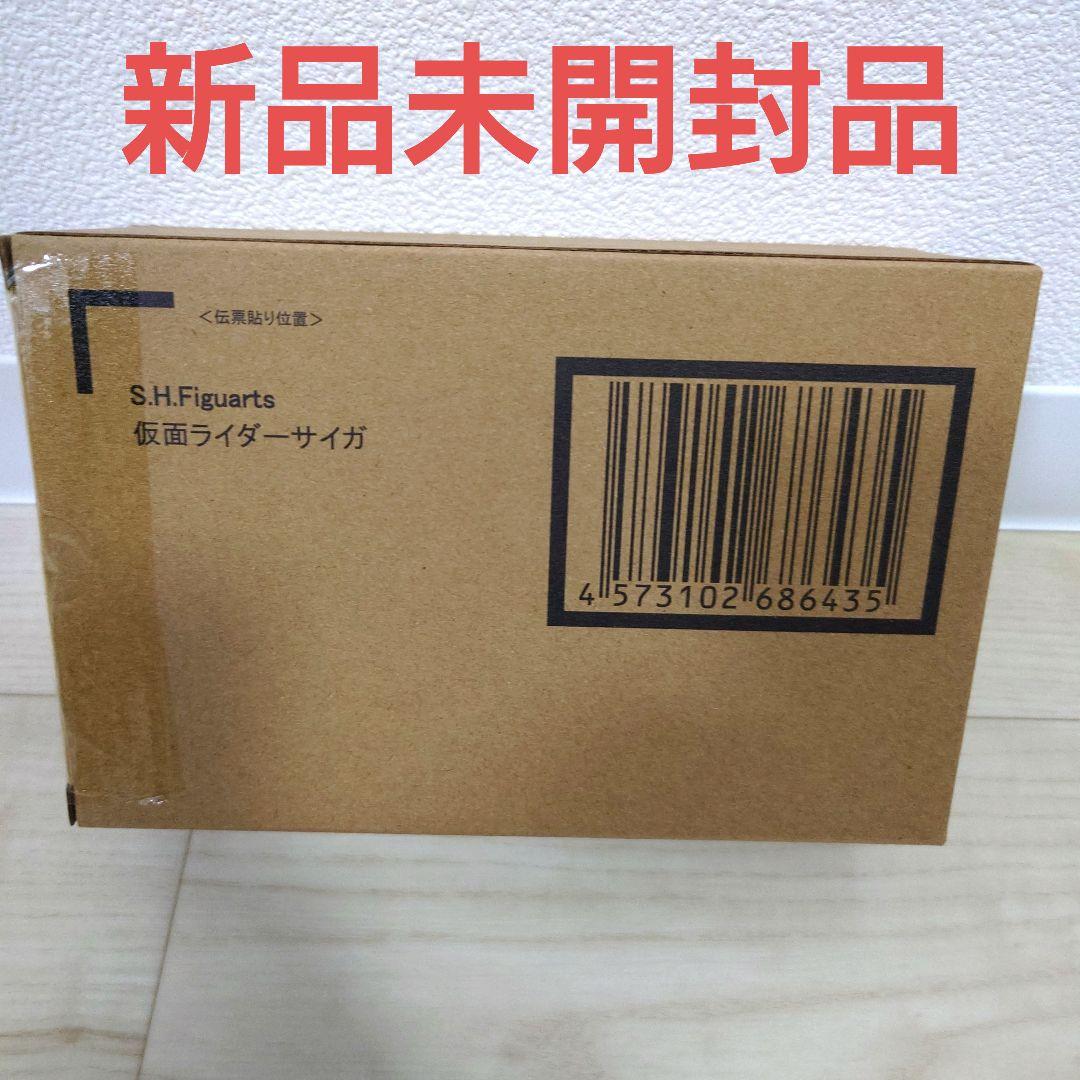 新品未開封品
＜伝票貼り位置＞
S.H.Figuarts
仮面ライダーサイガ
4 573102 686435